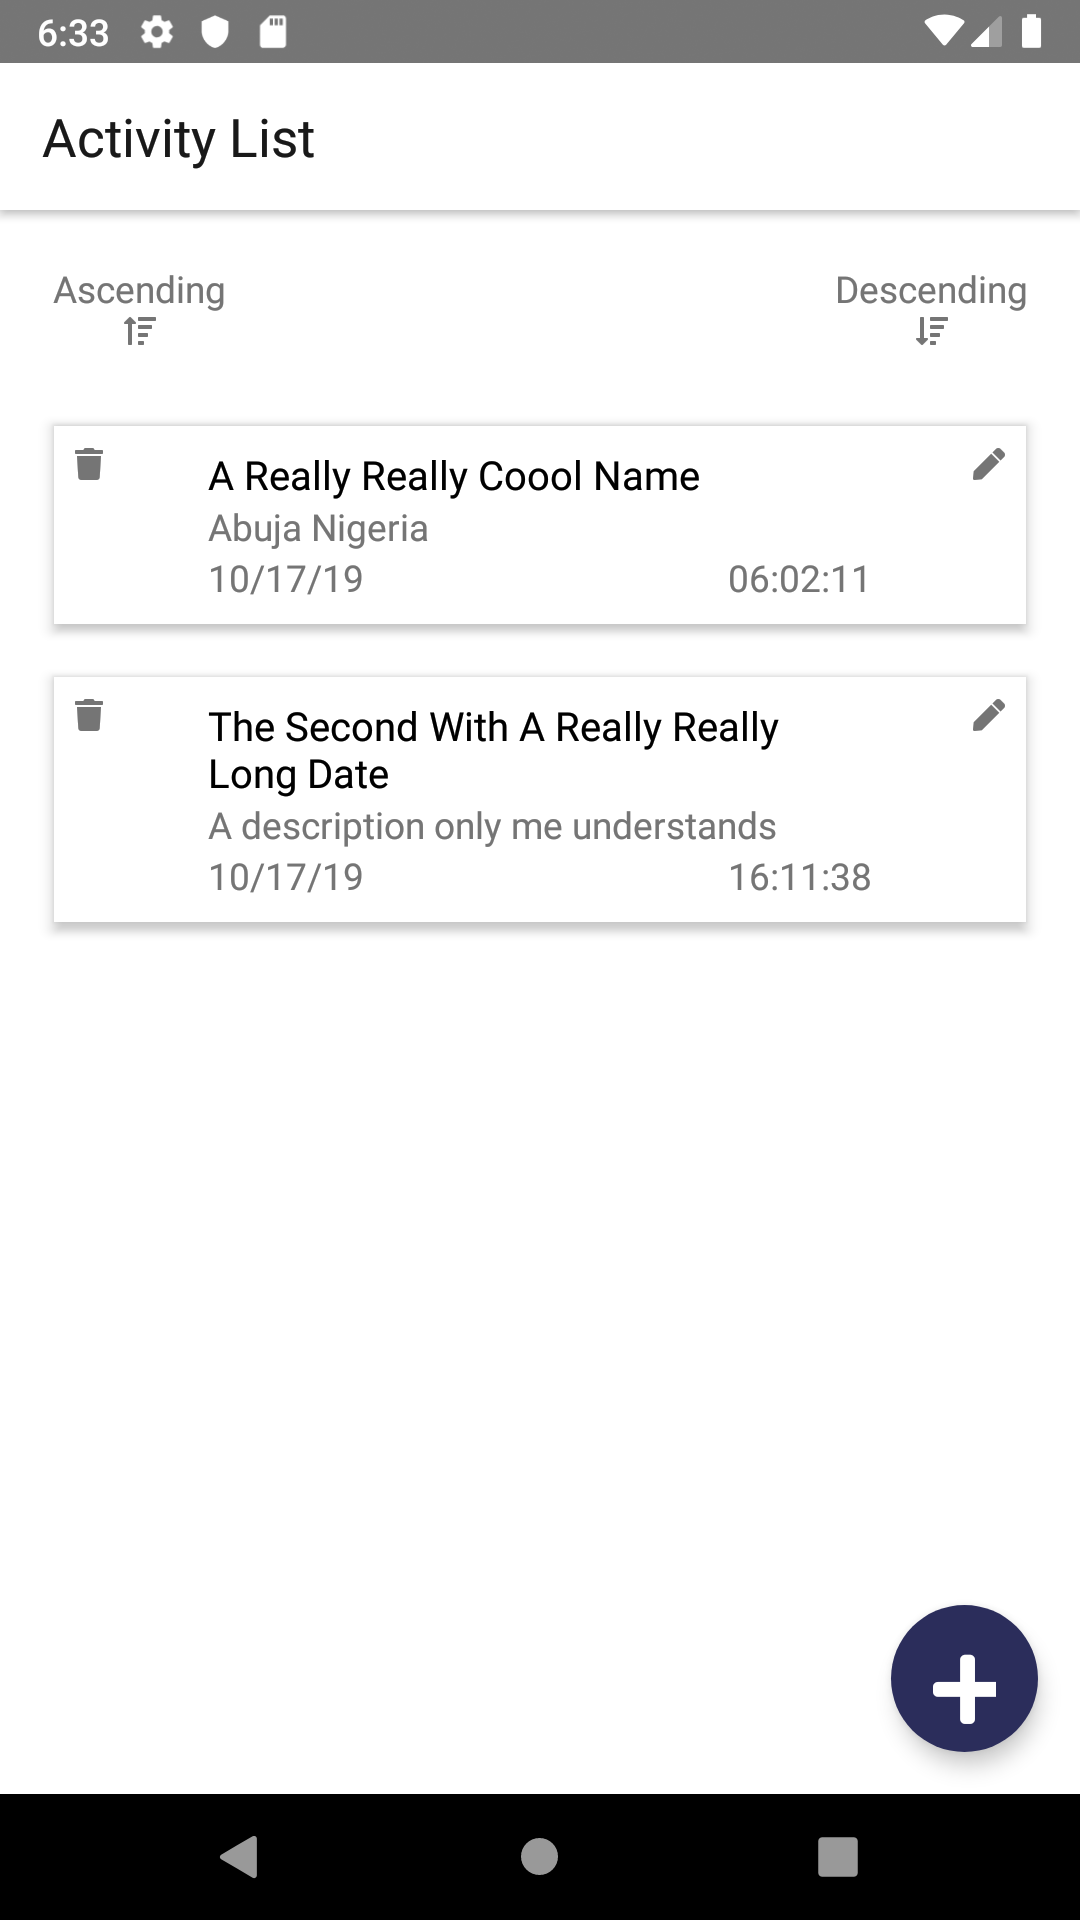 6:33
Activity List
Ascending
Descending
A Really Really Coool Name
Abuja Nigeria
10/17/19
06:02:11
The Second With A Really Really
Long Date
A description only me understands
10/17/19
16:11:38